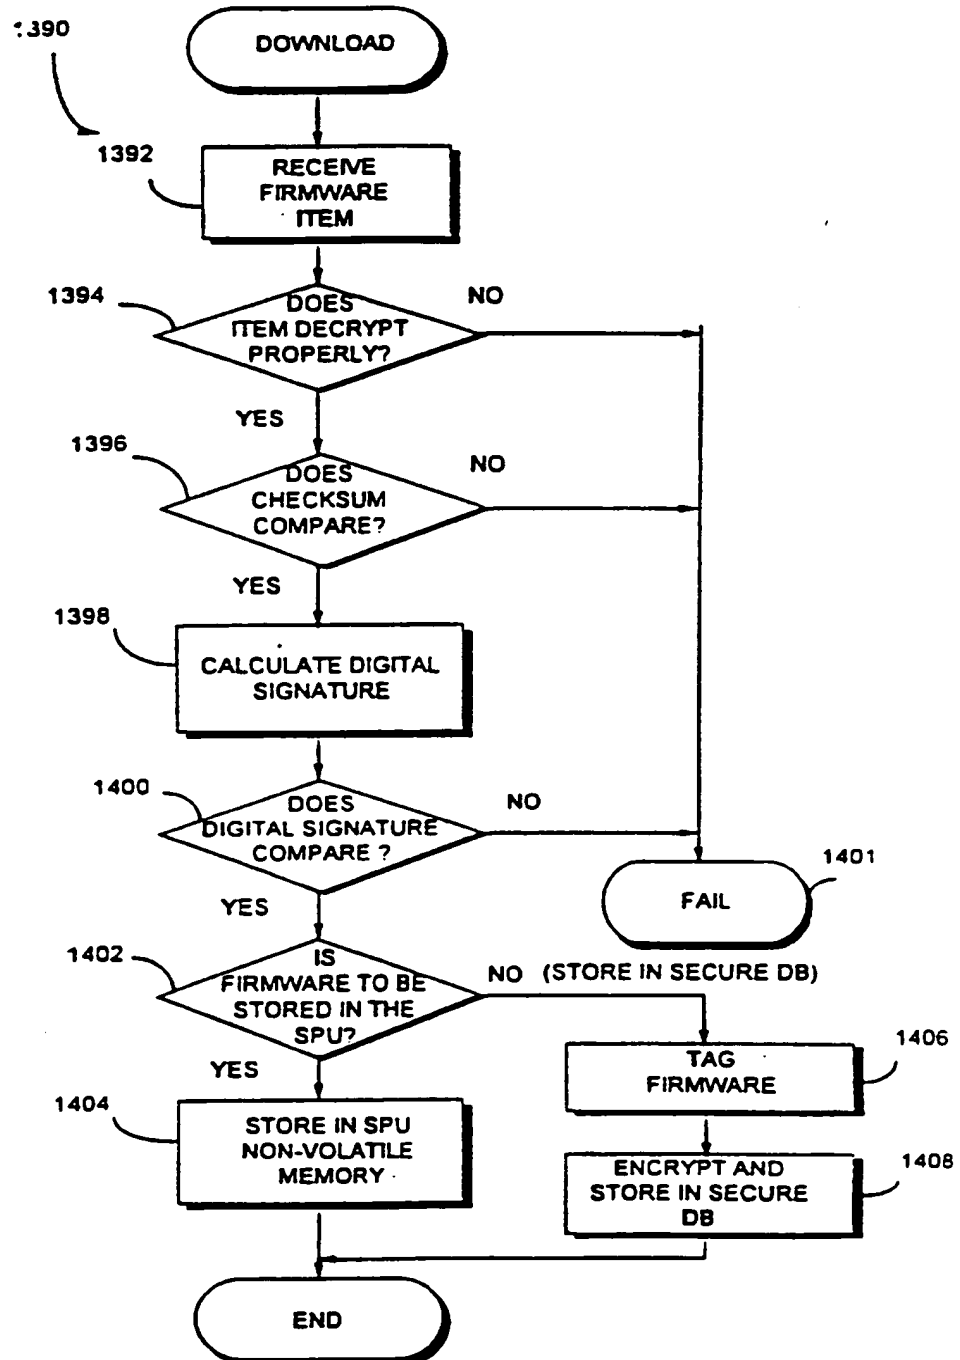 1390
DOWNLOAD
1392
RECEIVE
FIRMWARE
ITEM
1394
DOES
ITEM DECRYPT
PROPERLY?
NO
YES
1396
DOES
CHECKSUM
COMPARE?
NO
YES
1398
CALCULATE DIGITAL
SIGNATURE
1400
DOES
DIGITAL SIGNATURE
COMPARE ?
NO
1401
FAIL
YES
1402
IS
FIRMWARE TO BE
STORED IN THE
SPU?
NO (STORE IN SECURE DB)
YES
1406
TAG
FIRMWARE
1404
STORE IN SPU
NON-VOLATILE
MEMORY
1408
ENCRYPT AND
STORE IN SECURE
DB
END